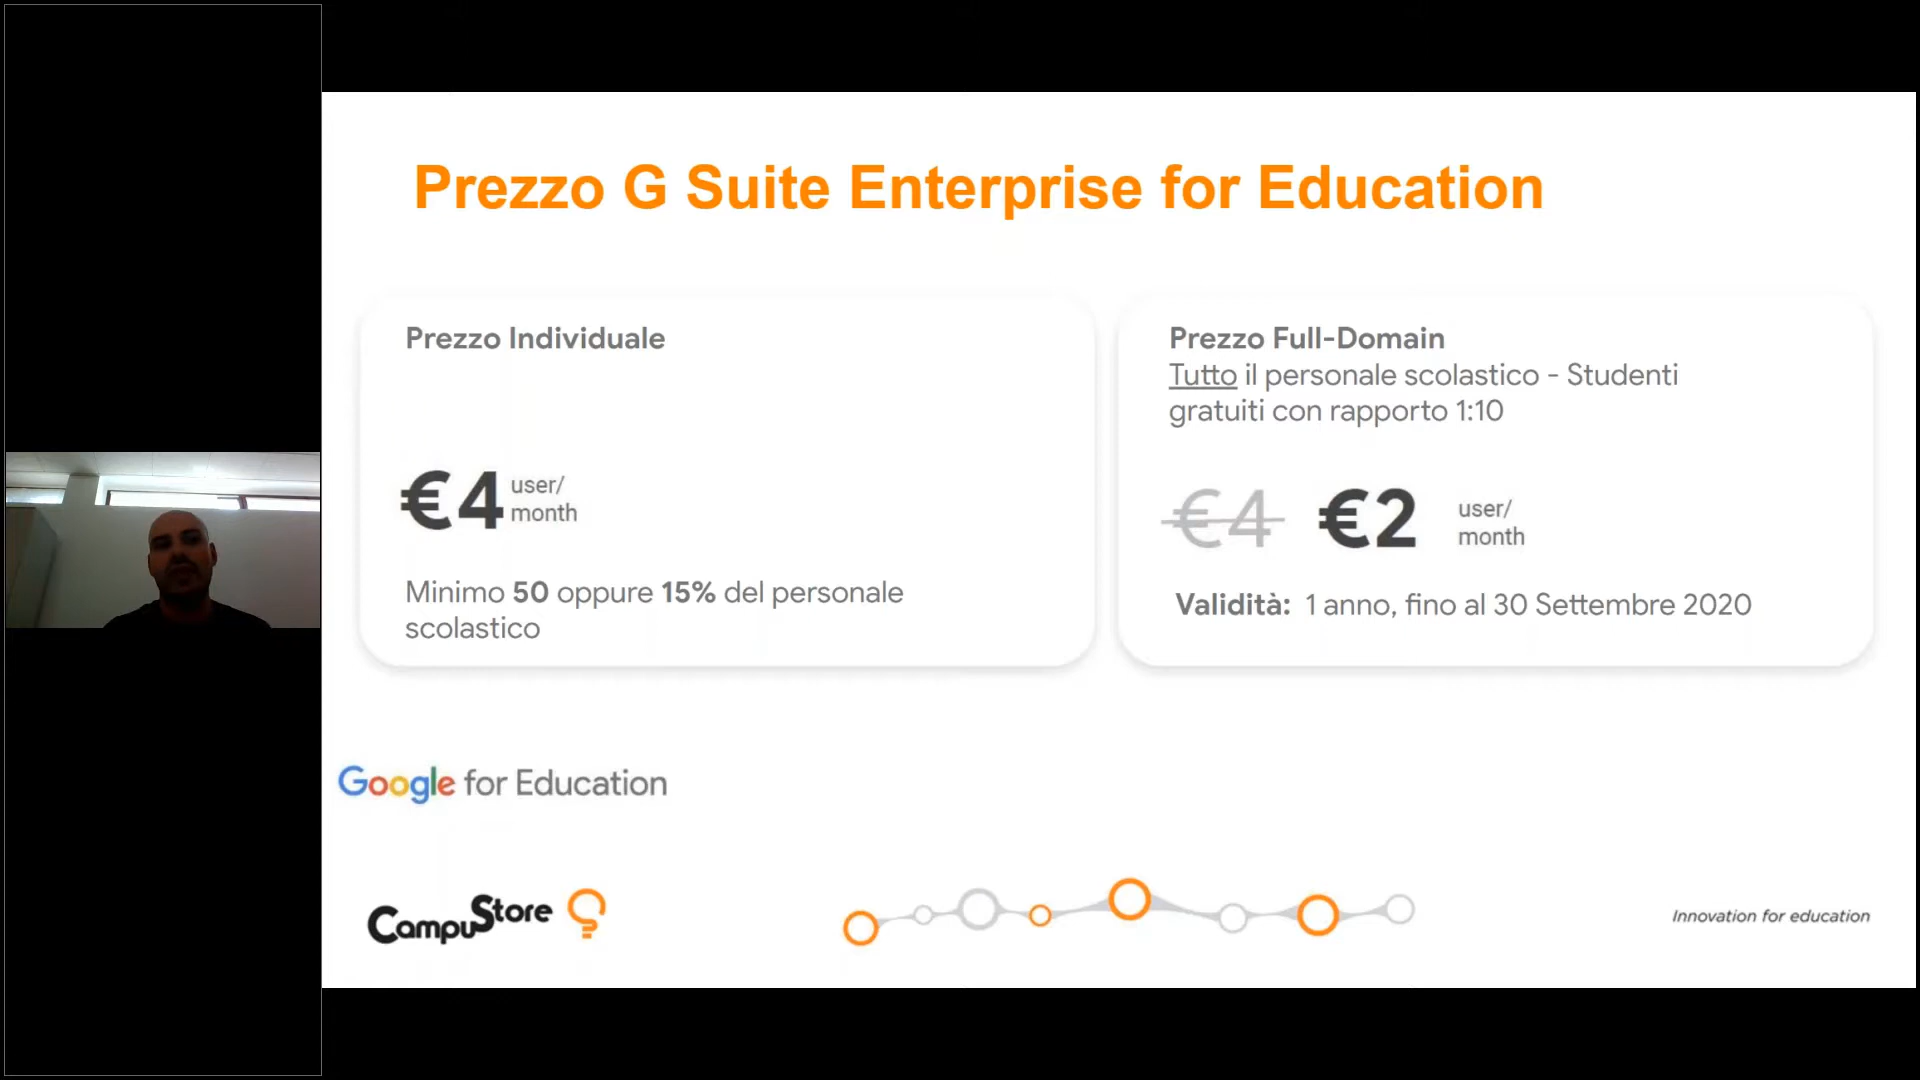 Prezzo G Suite Enterprise for Education
Prezzo Individuale
€4 user/
month
Minimo 50 oppure 15% del personale
scolastico
Prezzo Full-Domain
Tutto il personale scolastico - Studenti
gratuiti con rapporto 1:10
€4 €2 user/
month
Validità: 1 anno, fino al 30 Settembre 2020
Google for Education
CampuStore
Innovation for education